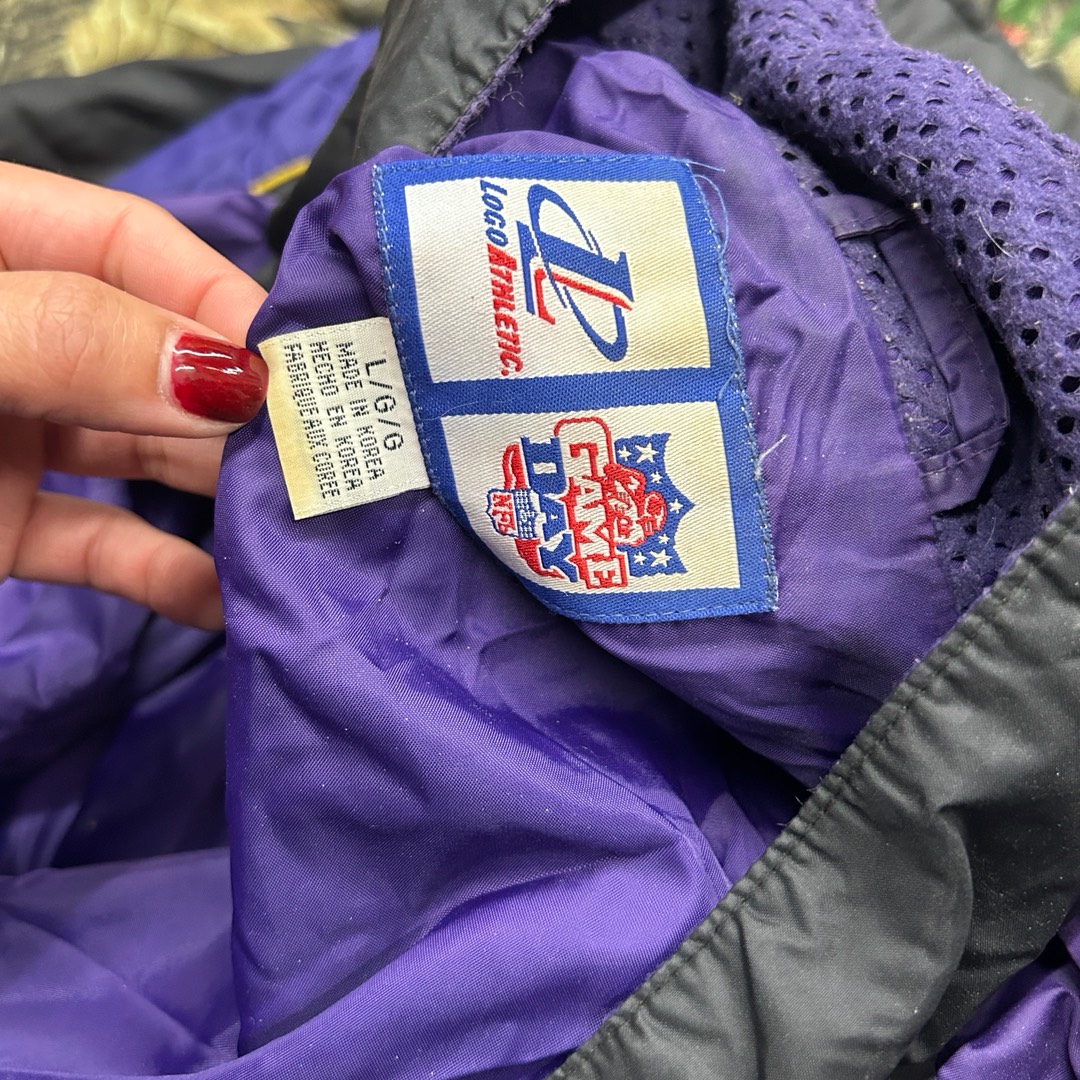 LOGO ATHLETIC.
GAME
DAY
NFL
L/G/G
MADE IN KOREA
HECHO EN KOREA
FABRIQUE AUX COREE